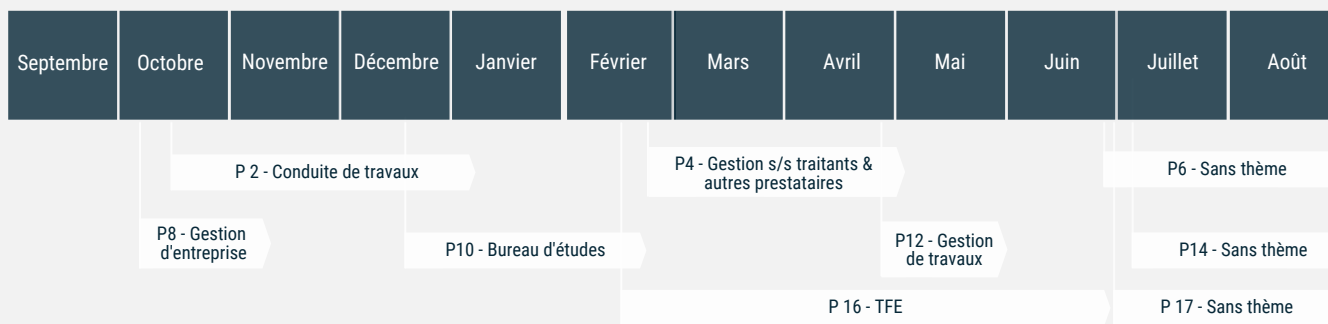 Septembre Octobre Novembre Décembre Janvier Février Mars Avril Mai Juin Juillet Août
P 2 - Conduite de travaux
P4 - Gestion s/s traitants &
autres prestataires
P6 - Sans thème
P8 - Gestion
d'entreprise
P10 - Bureau d'études
P12 - Gestion
de travaux
P14 - Sans thème
P 16 - TFE
P 17 - Sans thème